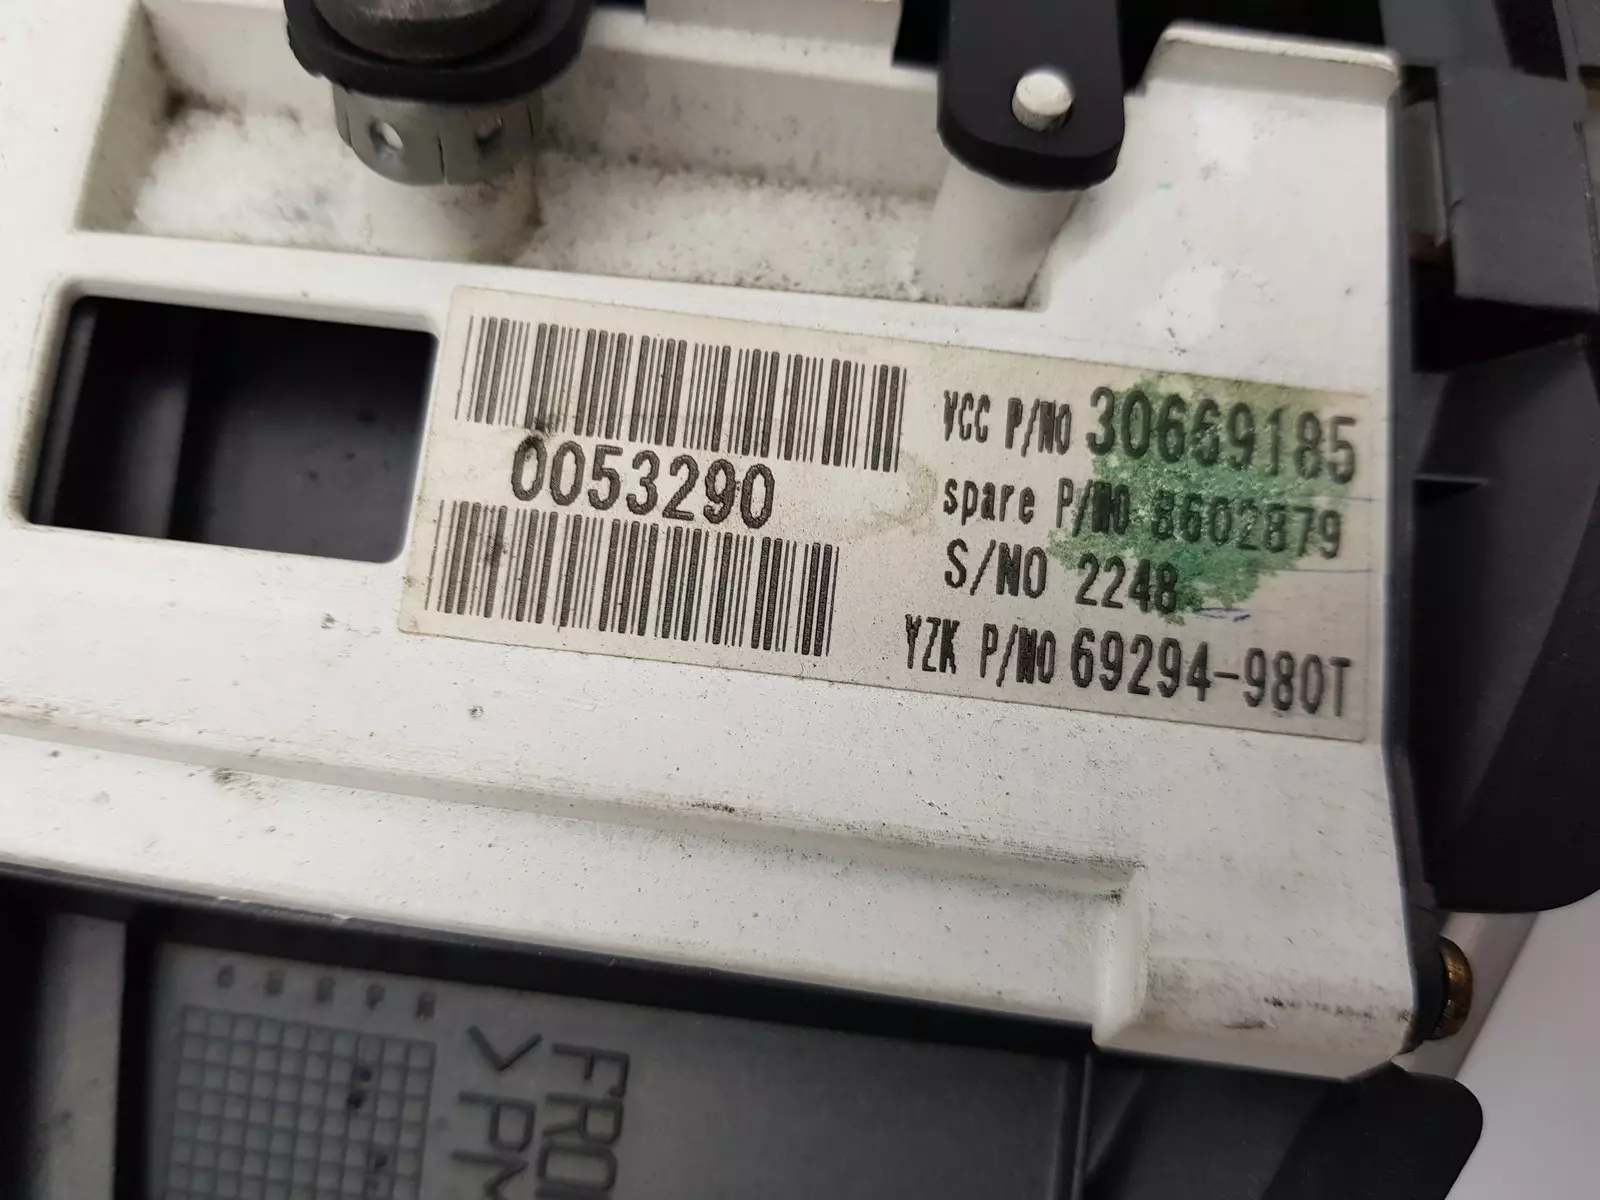 0053290
VCC P/NO 30669185
spare P/NO 8602879
S/NO 2248
YZK P/NO 69294-980T